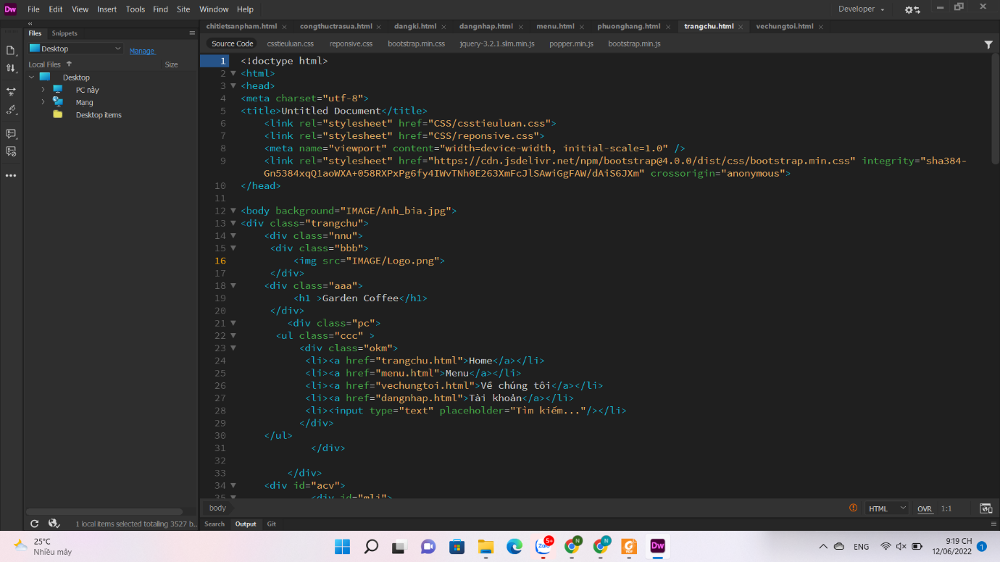 Dw File Edit View Insert Tools Find Site Window Help Developer
Files Snippets
Desktop Manage
Local Files Size
Desktop
PC này
Mạng
Desktop items
1 local items selected totalling 3527 b...
chitietsanpham.html congthuctrasua.html dangki.html dangnhap.html menu.html phuonghang.html trangchu.html vechungtoi.html
Source Code csstieuluan.css reponsive.css bootstrap.min.css jquery-3.2.1.slim.min.js popper.min.js bootstrap.min.js
1 <!doctype html>
2 <html>
3 <head>
4 <meta charset="utf-8">
5 <title>Untitled Document</title>
6 <link rel="stylesheet" href="CSS/csstieuluan.css">
7 <link rel="stylesheet" href="CSS/reponsive.css">
8 <meta name="viewport" content="width=device-width, initial-scale=1.0" />
9 <link rel="stylesheet" href="https://cdn.jsdelivr.net/npm/bootstrap@4.0.0/dist/css/bootstrap.min.css" integrity="sha384-
Gn5384xqQ1aoWXA+058RXPxPg6fy4IWvTNh0E263XmFcJlSAwiGgFAW/dAiS6JXm" crossorigin="anonymous">
10 </head>
11
12 <body background="IMAGE/Anh_bia.jpg">
13 <div class="trangchu">
14 <div class="nnu">
15 <div class="bbb">
16 <img src="IMAGE/Logo.png">
17 </div>
18 <div class="aaa">
19 <h1 >Garden Coffee</h1>
20 </div>
21 <div class="pc">
22 <ul class="ccc" >
23 <div class="okm">
24 <li><a href="trangchu.html">Home</a></li>
25 <li><a href="menu.html">Menu</a></li>
26 <li><a href="vechungtoi.html">Về chúng tôi</a></li>
27 <li><a href="dangnhap.html">Tài khoản</a></li>
28 <li><input type="text" placeholder="Tìm kiếm..."/></li>
29 </div>
30 </ul>
31 </div>
32
33 </div>
34 <div id="acv">
35 <div id="mli">
body HTML OVR 1:1
Search Output Git
25°C
Nhiều mây
Zalo 5+ N N PDF Dw
ENG
9:19 CH
12/06/2022 1